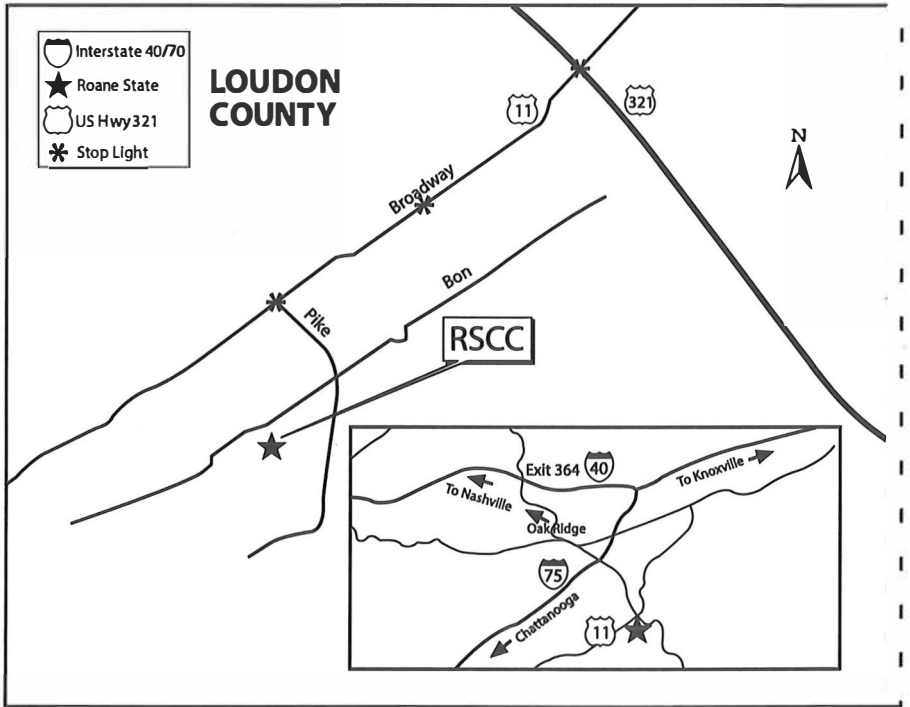 Interstate 40/70
Roane State
US Hwy321
Stop Light
LOUDON
COUNTY
11
321
N
Broadway
Bon
Pike
RSCC
Exit 364
40
To Knoxville
To Nashville
Oak Ridge
75
Chattanooga
11